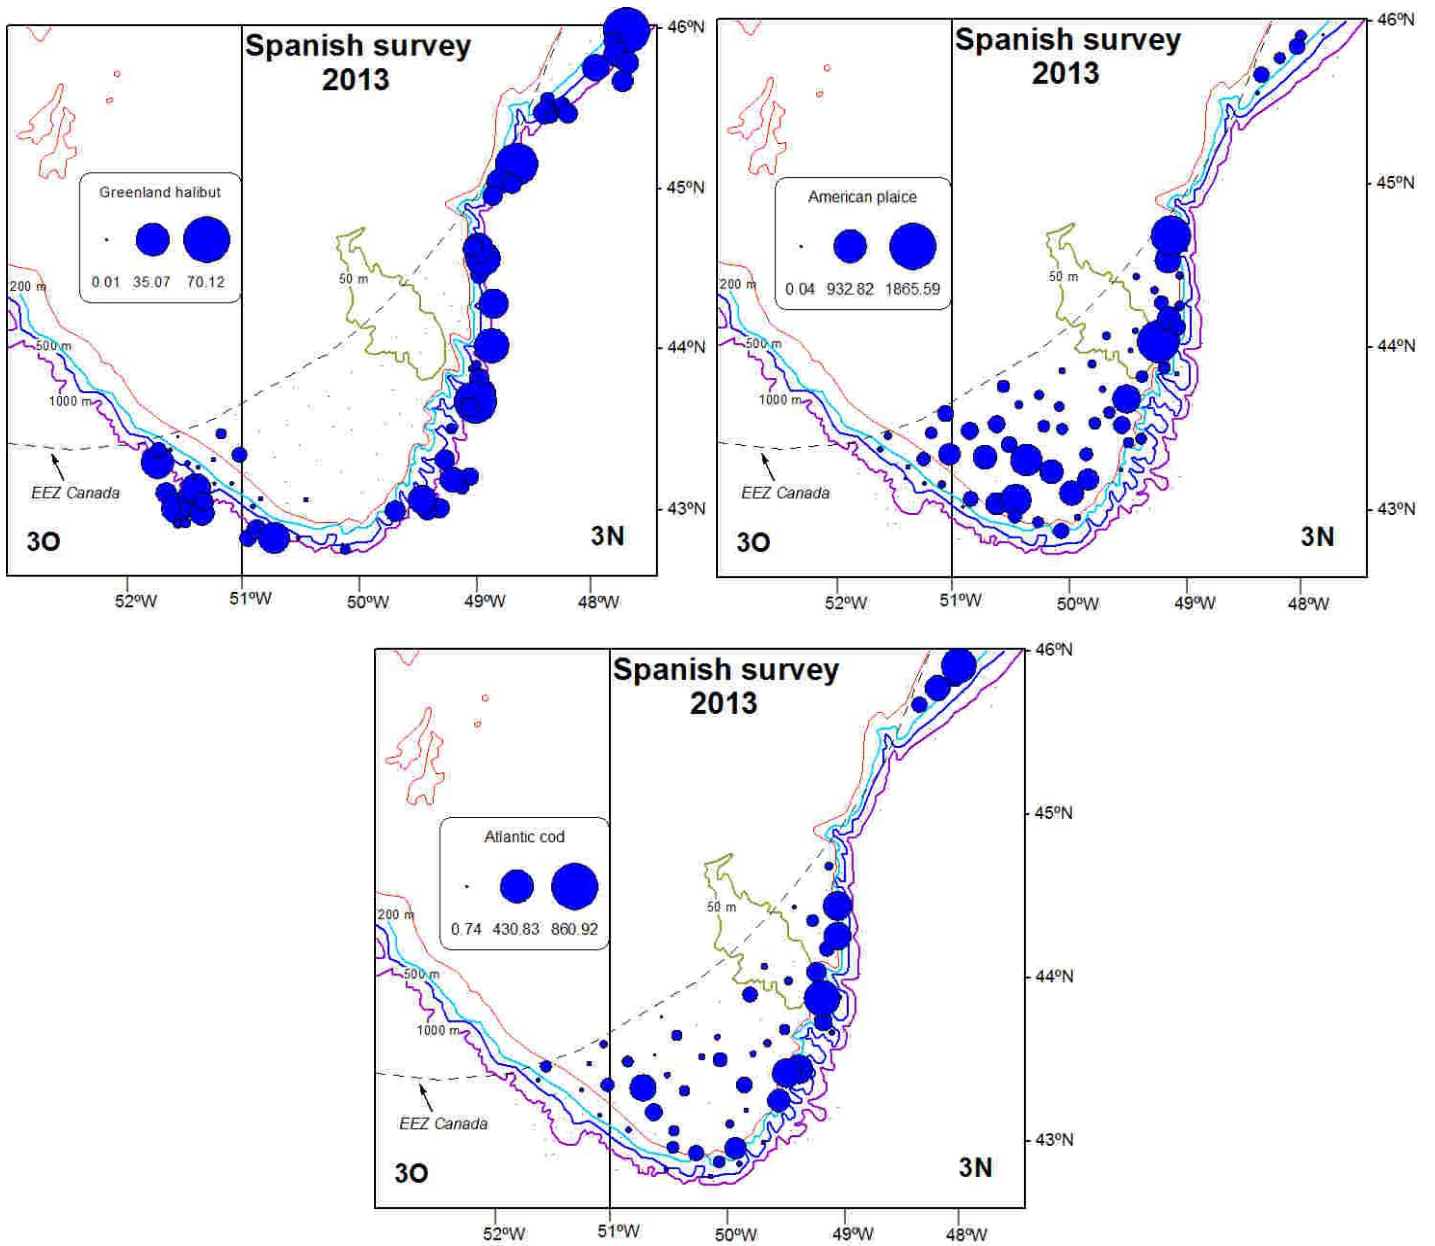 Spanish survey
2013
Greenland halibut
0.01 35.07 70.12
50 m
200 m
500 m
1000 m
EEZ Canada
3O
3N
46ºN
45ºN
44ºN
43ºN
52ºW 51ºW 50ºW 49ºW 48ºW
Spanish survey
2013
American plaice
0.04 932.82 1865.59
50 m
200 m
500 m
1000 m
EEZ Canada
3O
3N
46ºN
45ºN
44ºN
43ºN
52ºW 51ºW 50ºW 49ºW 48ºW
Spanish survey
2013
Atlantic cod
0.74 430.83 860.92
50 m
200 m
500 m
1000 m
EEZ Canada
3O
3N
46ºN
45ºN
44ºN
43ºN
52ºW 51ºW 50ºW 49ºW 48ºW